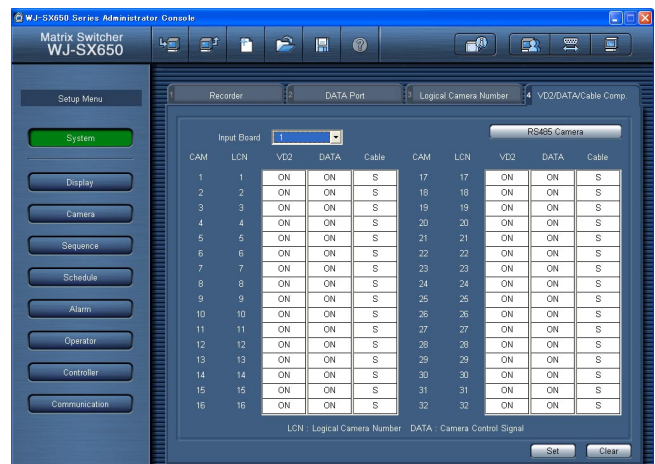 WJ-SX650 Series Administrator Console
Matrix Switcher
WJ-SX650
Setup Menu
1 Recorder 2 DATA Port 3 Logical Camera Number 4 VD2/DATA/Cable Comp.
System
Display
Camera
Sequence
Schedule
Alarm
Operator
Controller
Communication
Input Board 1 RS485 Camera
CAM LCN VD2 DATA Cable CAM LCN VD2 DATA Cable
1 1 ON ON S 17 17 ON ON S
2 2 ON ON S 18 18 ON ON S
3 3 ON ON S 19 19 ON ON S
4 4 ON ON S 20 20 ON ON S
5 5 ON ON S 21 21 ON ON S
6 6 ON ON S 22 22 ON ON S
7 7 ON ON S 23 23 ON ON S
8 8 ON ON S 24 24 ON ON S
9 9 ON ON S 25 25 ON ON S
10 10 ON ON S 26 26 ON ON S
11 11 ON ON S 27 27 ON ON S
12 12 ON ON S 28 28 ON ON S
13 13 ON ON S 29 29 ON ON S
14 14 ON ON S 30 30 ON ON S
15 15 ON ON S 31 31 ON ON S
16 16 ON ON S 32 32 ON ON S
LCN : Logical Camera Number DATA : Camera Control Signal
Set Clear